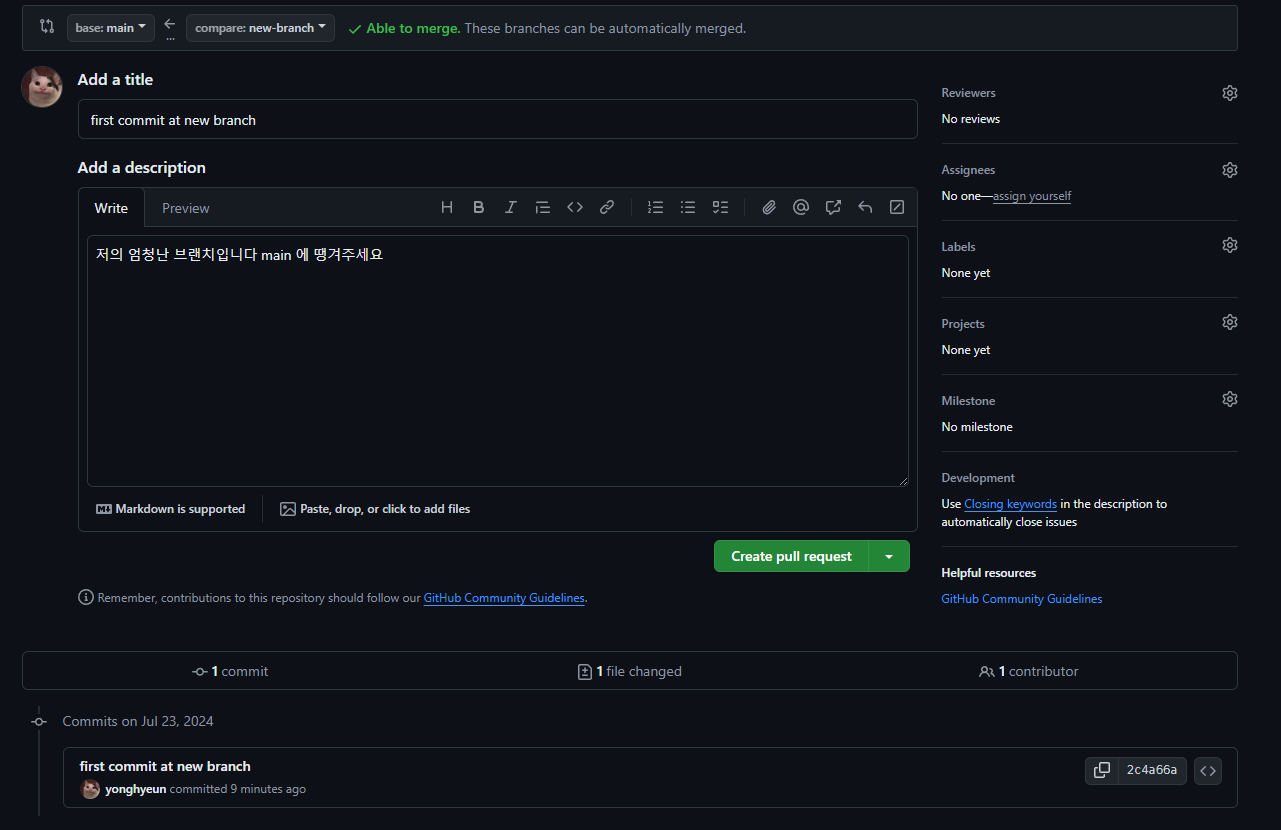 base: main
...
compare: new-branch
Able to merge. These branches can be automatically merged.
Add a title
first commit at new branch
Add a description
Write
Preview
저의 엄청난 브랜치입니다 main 에 땡겨주세요
Markdown is supported
Paste, drop, or click to add files
Create pull request
Remember, contributions to this repository should follow our GitHub Community Guidelines.
Reviewers
No reviews
Assignees
No one—assign yourself
Labels
None yet
Projects
None yet
Milestone
No milestone
Development
Use Closing keywords in the description to
automatically close issues
Helpful resources
GitHub Community Guidelines
1 commit
1 file changed
1 contributor
Commits on Jul 23, 2024
first commit at new branch
yonghyeun committed 9 minutes ago
2c4a66a